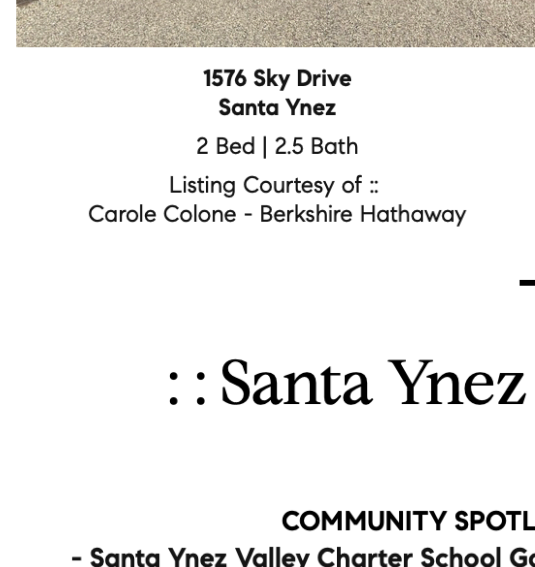 1576 Sky Drive
Santa Ynez
2 Bed | 2.5 Bath
Listing Courtesy of ::
Carole Colone - Berkshire Hathaway
:: Santa Ynez
COMMUNITY SPOTL
- Santa Ynez Valley Charter School Go